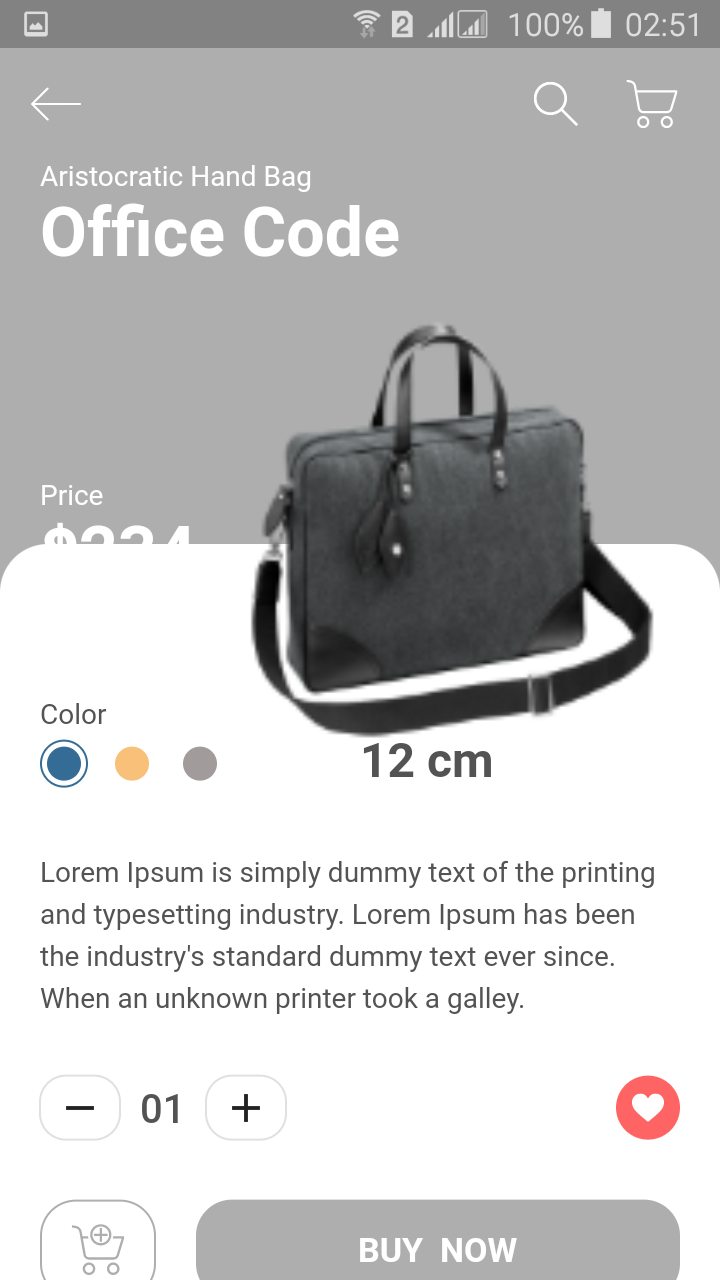 2 100% 02:51
Aristocratic Hand Bag
Office Code
Price
$234
Color
12 cm
Lorem Ipsum is simply dummy text of the printing
and typesetting industry. Lorem Ipsum has been
the industry's standard dummy text ever since.
When an unknown printer took a galley.
01
BUY NOW